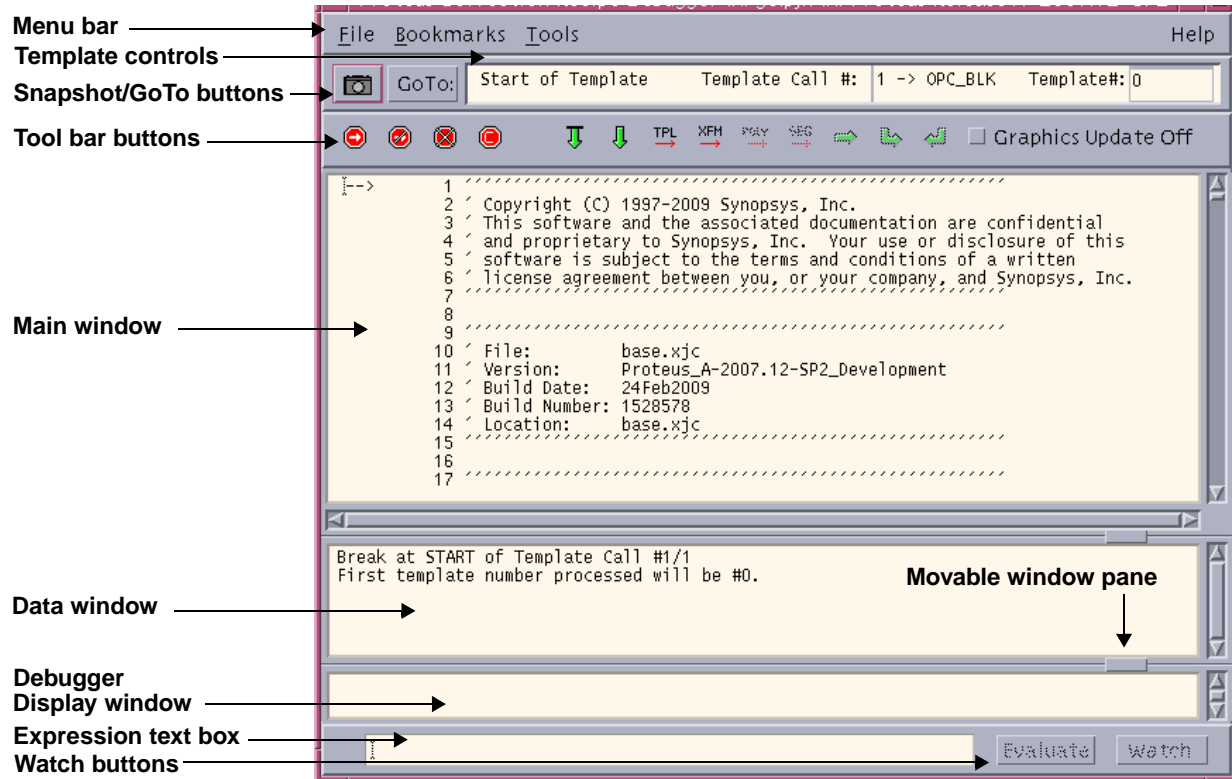 Menu bar
File Bookmarks Tools Help
Template controls
GoTo: Start of Template Template Call #: 1 -> OPC_BLK Template#: 0
Snapshot/GoTo buttons
Tool bar buttons
TPL XFM POLY SEG Graphics Update Off
--> 1 ´´´´´´´´´´´´´´´´´´´´´´´´´´´´´´´´´´´´´´´´´´´´´´´´´´´´´´´´´´´´
2 ´ Copyright (C) 1997-2009 Synopsys, Inc.
3 ´ This software and the associated documentation are confidential
4 ´ and proprietary to Synopsys, Inc. Your use or disclosure of this
5 ´ software is subject to the terms and conditions of a written
6 ´ license agreement between you, or your company, and Synopsys, Inc.
7 ´´´´´´´´´´´´´´´´´´´´´´´´´´´´´´´´´´´´´´´´´´´´´´´´´´´´´´´´´´´´
8
9 ´´´´´´´´´´´´´´´´´´´´´´´´´´´´´´´´´´´´´´´´´´´´´´´´´´´´´´´´´´´´
Main window
10 ´ File: base.xjc
11 ´ Version: Proteus_A-2007.12-SP2_Development
12 ´ Build Date: 24Feb2009
13 ´ Build Number: 1528578
14 ´ Location: base.xjc
15 ´´´´´´´´´´´´´´´´´´´´´´´´´´´´´´´´´´´´´´´´´´´´´´´´´´´´´´´´´´´´
16
17 ´´´´´´´´´´´´´´´´´´´´´´´´´´´´´´´´´´´´´´´´´´´´´´´´´´´´´´´´´´´´
Break at START of Template Call #1/1
First template number processed will be #0.
Movable window pane
Data window
Debugger
Display window
Expression text box
Watch buttons
Evaluate Watch